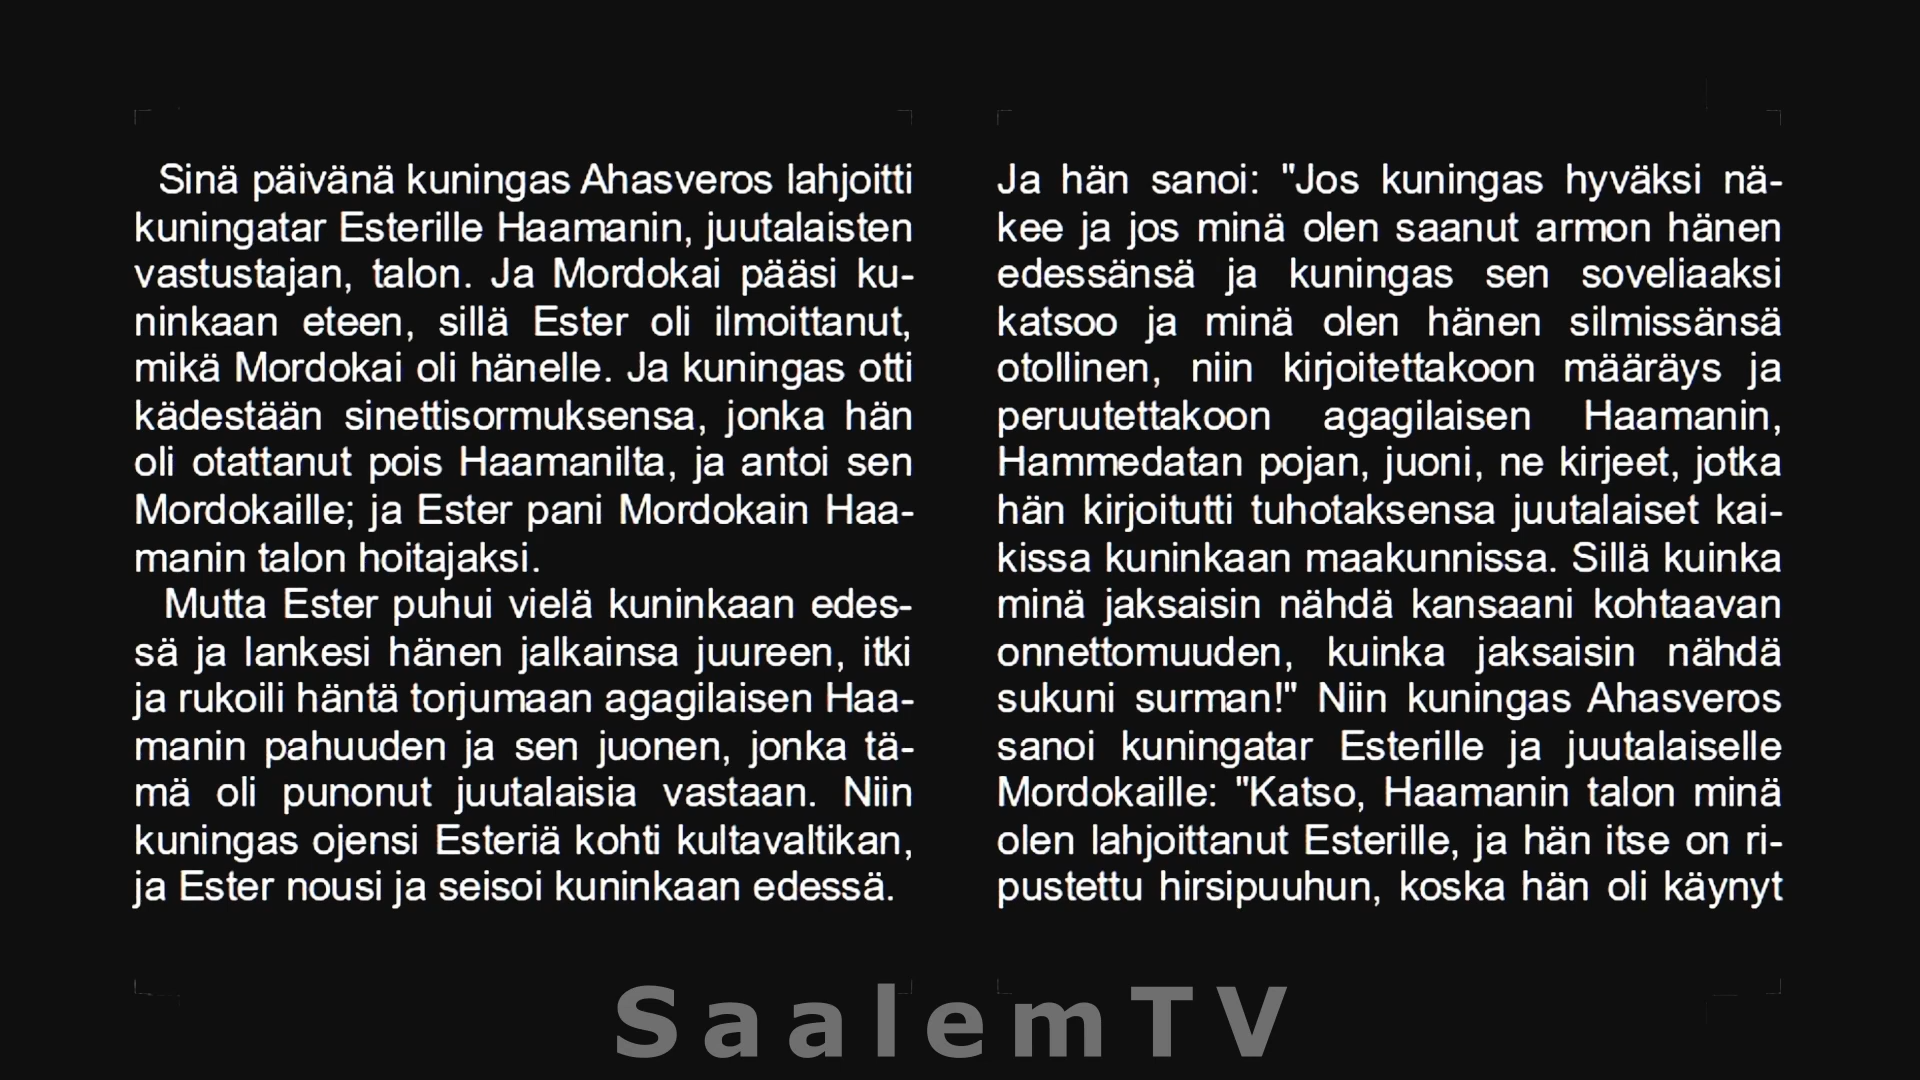 Sinä päivänä kuningas Ahasveros lahjoitti
kuningatar Esterille Haamanin, juutalaisten
vastustajan, talon. Ja Mordokai pääsi ku-
ninkaan eteen, sillä Ester oli ilmoittanut,
mikä Mordokai oli hänelle. Ja kuningas otti
kädestään sinettisormuksensa, jonka hän
oli otattanut pois Haamanilta, ja antoi sen
Mordokaille; ja Ester pani Mordokain Haa-
manin talon hoitajaksi.
Mutta Ester puhui vielä kuninkaan edes-
sä ja lankesi hänen jalkainsa juureen, itki
ja rukoili häntä torjumaan agagilaisen Haa-
manin pahuuden ja sen juonen, jonka tä-
mä oli punonut juutalaisia vastaan. Niin
kuningas ojensi Esteriä kohti kultavaltikan,
ja Ester nousi ja seisoi kuninkaan edessä.
Ja hän sanoi: "Jos kuningas hyväksi nä-
kee ja jos minä olen saanut armon hänen
edessänsä ja kuningas sen soveliaaksi
katsoo ja minä olen hänen silmissänsä
otollinen, niin kirjoitettakoon määräys ja
peruutettakoon agagilaisen Haamanin,
Hammedatan pojan, juoni, ne kirjeet, jotka
hän kirjoitutti tuhotaksensa juutalaiset kai-
kissa kuninkaan maakunnissa. Sillä kuinka
minä jaksaisin nähdä kansaani kohtaavan
onnettomuuden, kuinka jaksaisin nähdä
sukuni surman!" Niin kuningas Ahasveros
sanoi kuningatar Esterille ja juutalaiselle
Mordokaille: "Katso, Haamanin talon minä
olen lahjoittanut Esterille, ja hän itse on ri-
pustettu hirsipuuhun, koska hän oli käynyt
SaalemTV